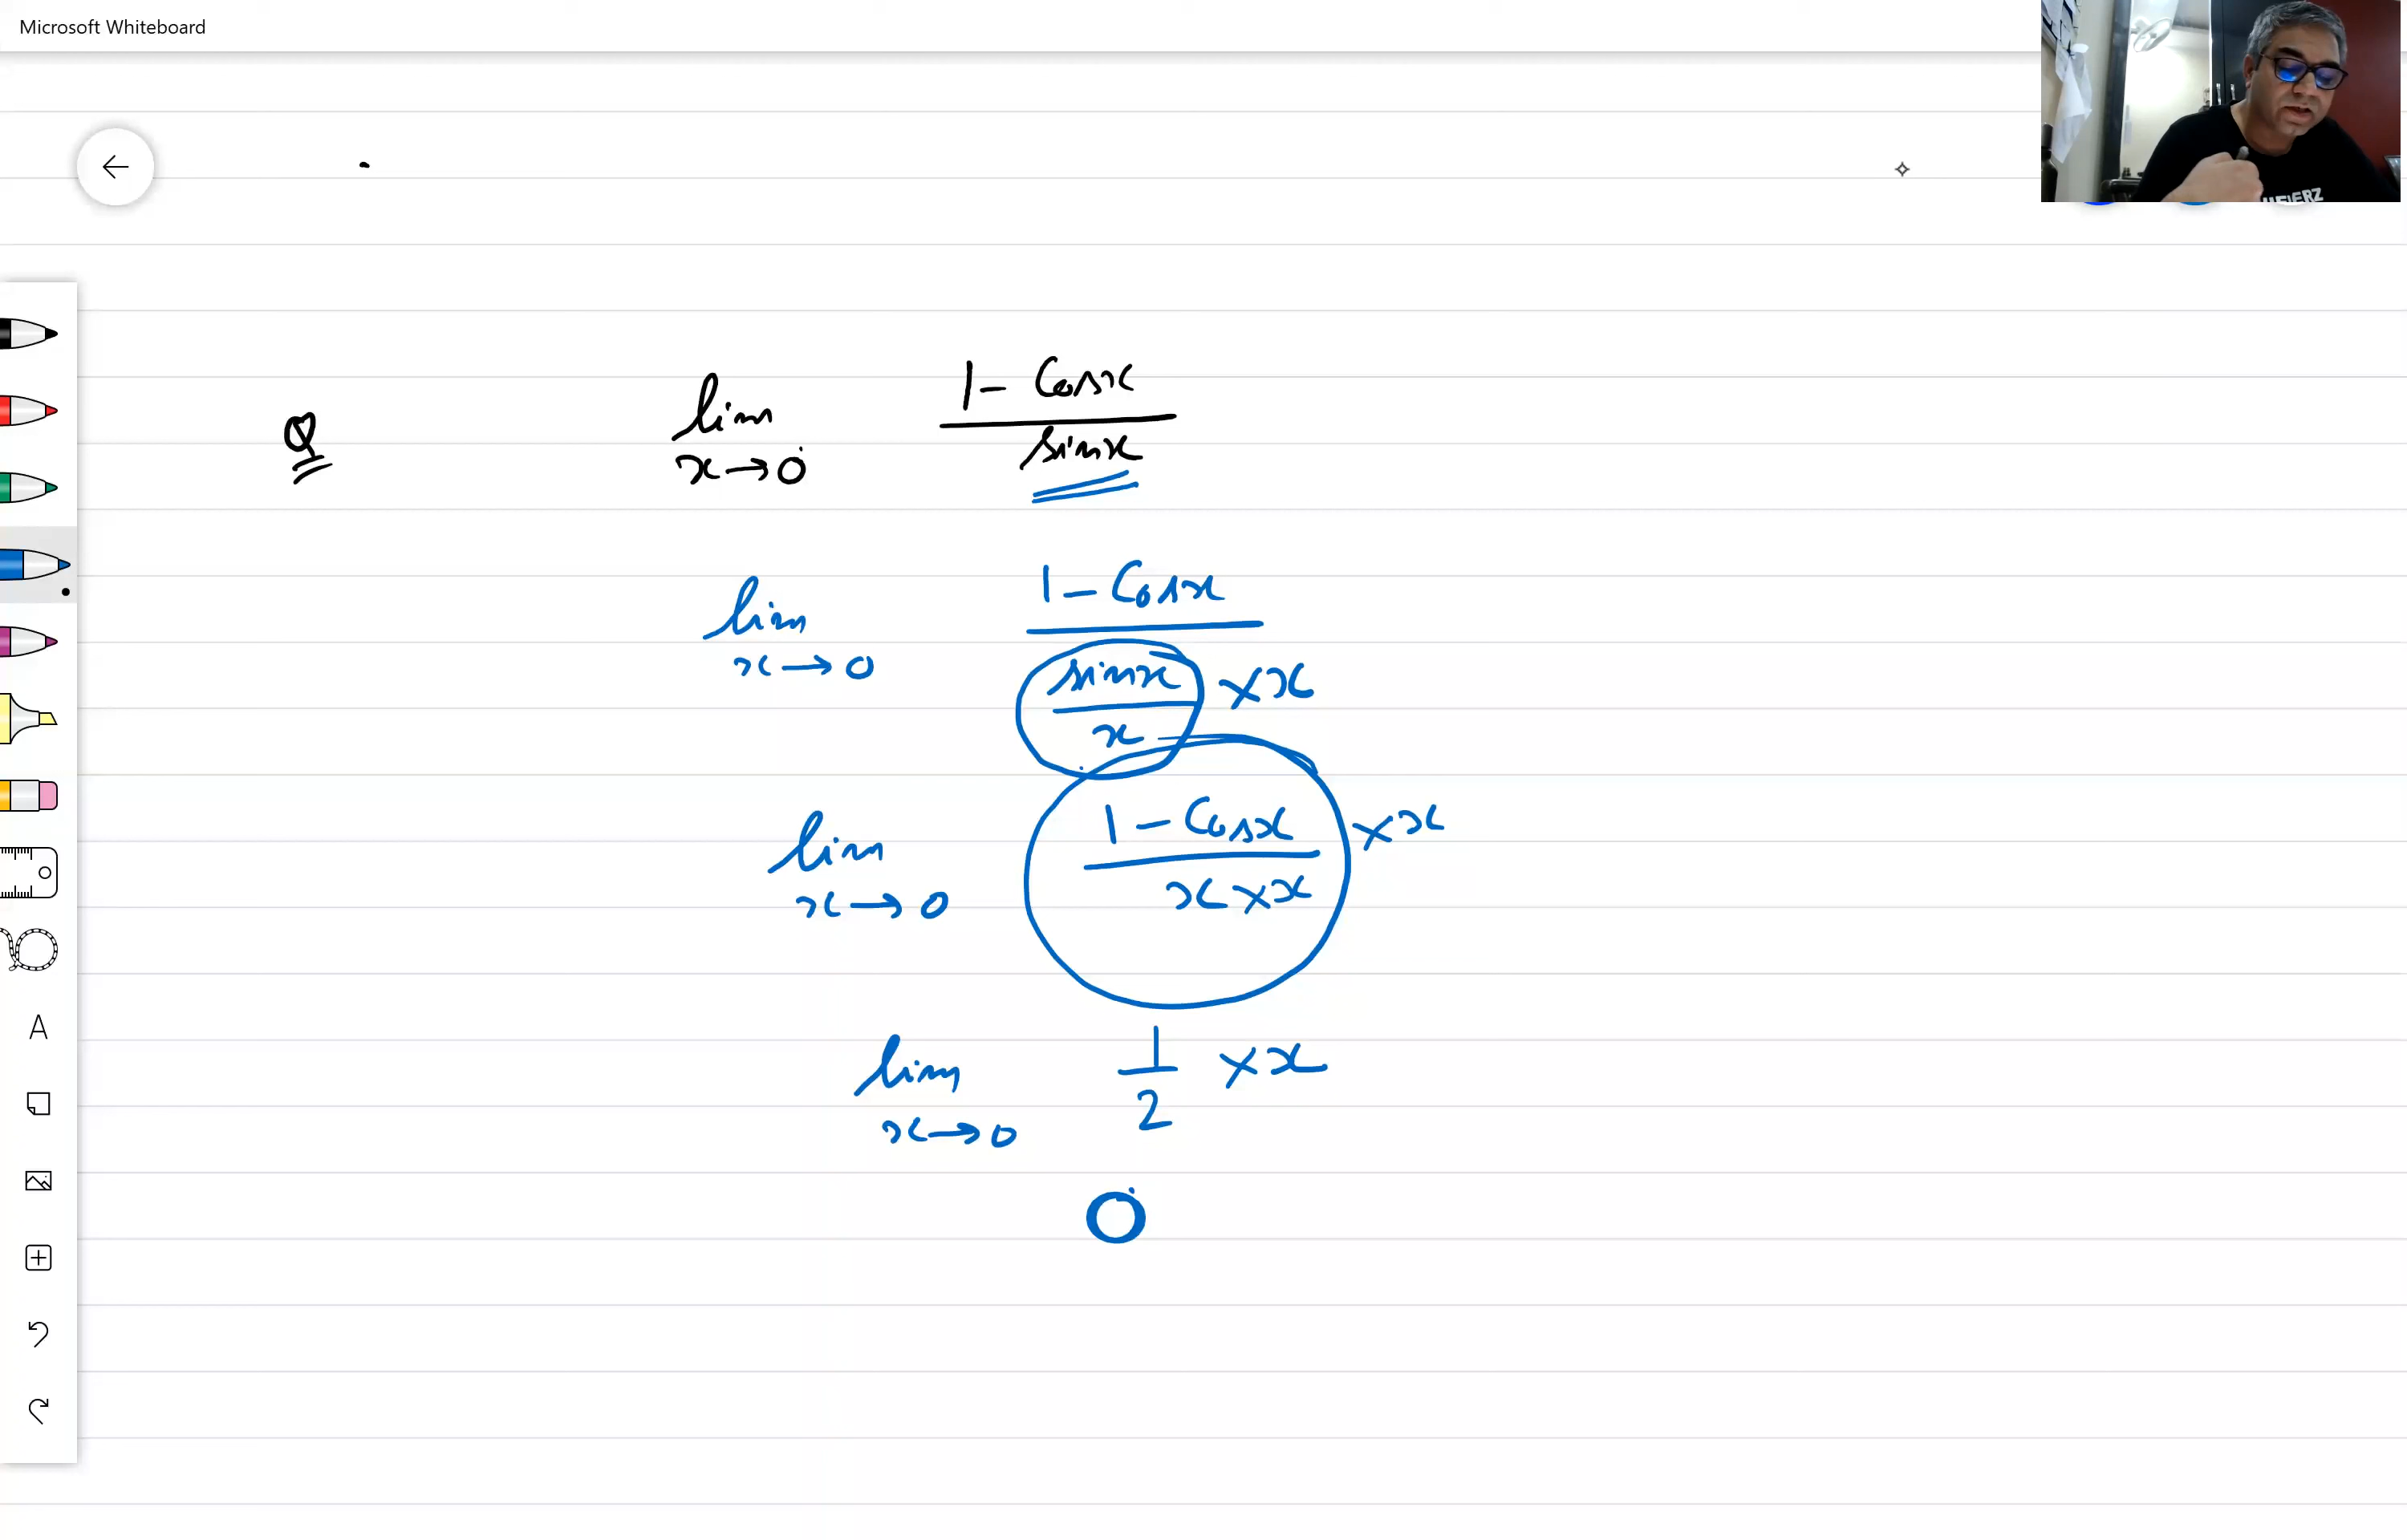 Microsoft Whiteboard
Q lim x→0 (1 - Cosx)/(sinx)
lim x→0 (1 - Cosx)/((sinx/x) × x)
lim x→0 (1 - Cosx)/(x × x) × x
lim x→0 1/2 × x
0
A